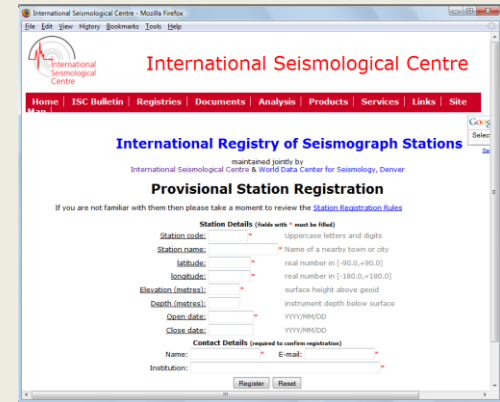 International Seismological Centre - Mozilla Firefox
File Edit View History Bookmarks Tools Help
International
Seismological
Centre
International Seismological Centre
Home | ISC Bulletin | Registries | Documents | Analysis | Products | Services | Links | Site
Map |
Select
International Registry of Seismograph Stations
maintained jointly by
International Seismological Centre & World Data Center for Seismology, Denver
Provisional Station Registration
If you are not familiar with them then please take a moment to review the Station Registration Rules
Station Details (fields with * must be filled)
Station code: * Uppercase letters and digits
Station name: * Name of a nearby town or city
latitude: * real number in [-90.0,+90.0]
longitude: * real number in [-180.0,+180.0]
Elevation (metres): * surface height above geoid
Depth (metres): instrument depth below surface
Open date: * YYYY/MM/DD
Close date: YYYY/MM/DD
Contact Details (required to confirm registration)
Name: * E-mail: *
Institution: *
Register Reset